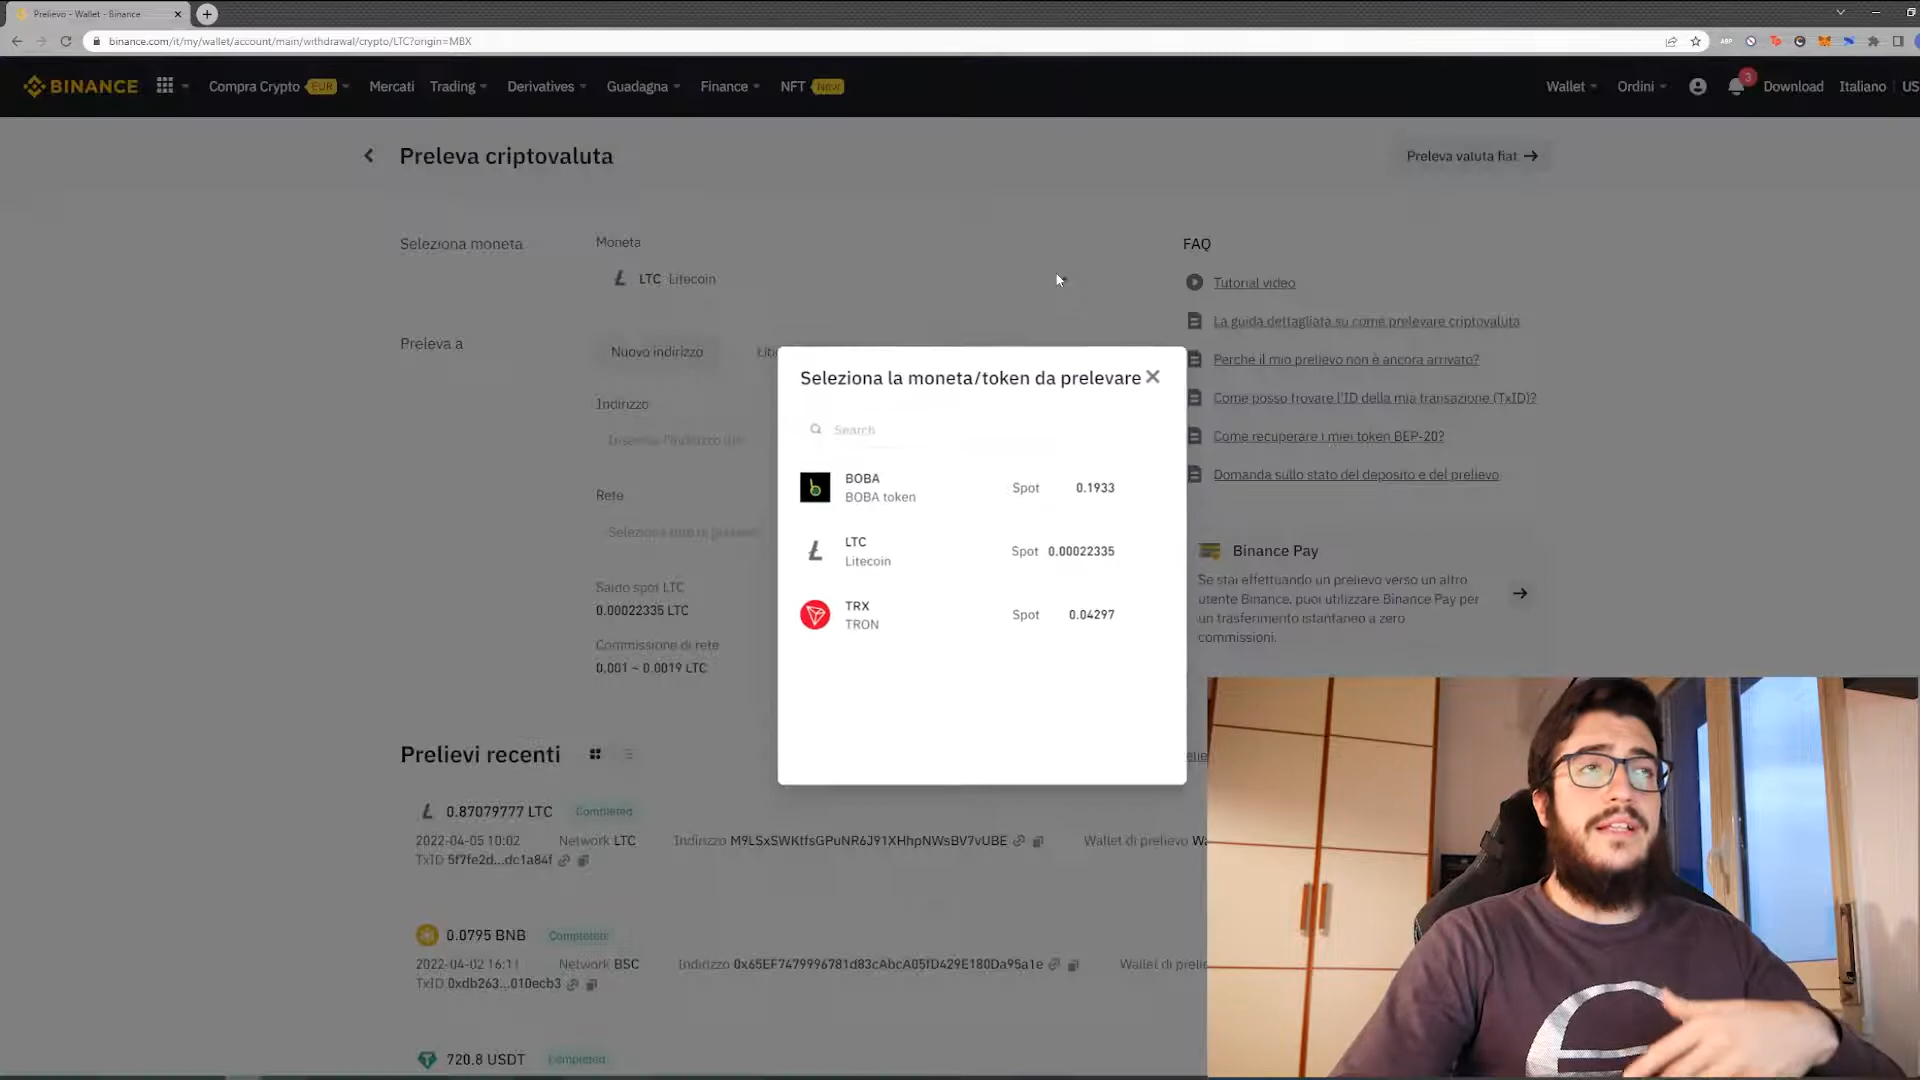 Prelievo - Wallet - Binance
binance.com/it/my/wallet/account/main/withdrawal/crypto/LTC?origin=MBX
BINANCE Compra Crypto EUR Mercati Trading Derivatives Guadagna Finance NFT New Wallet Ordini 3 Download Italiano US
Preleva criptovaluta
Preleva valuta fiat
Seleziona moneta
Moneta
LTC Litecoin
Preleva a
Nuovo indirizzo
Indirizzo
Rete
Saldo spot LTC
0.00022335 LTC
Commissione di rete
0.001 ~ 0.0019 LTC
FAQ
Tutorial video
La guida dettagliata su come prelevare criptovaluta
Perché il mio prelievo non è ancora arrivato?
Come posso trovare l'ID della mia transazione (TxID)?
Come recuperare i miei token BEP-20?
Domanda sullo stato del deposito e del prelievo
Binance Pay
Se stai effettuando un prelievo verso un altro
utente Binance, puoi utilizzare Binance Pay per
un trasferimento istantaneo a zero
commissioni.
Seleziona la moneta/token da prelevare
Search
BOBA
BOBA token
Spot 0.1933
LTC
Litecoin
Spot 0.00022335
TRX
TRON
Spot 0.04297
Prelievi recenti
0.87079777 LTC Completed
2022-04-05 10:02 Network LTC Indirizzo M9LSxSWKtfsGPuNR6J91XHhpNWsBV7vUBE Wallet di prelievo
TxID 5f7fe2d...dc1a84f
0.0795 BNB Completed
2022-04-02 16:11 Network BSC Indirizzo 0x65EF7479996781d83cAbcA05fD429E180Da95a1e Wallet di
TxID 0xdb263...010ecb3
720.8 USDT Completed